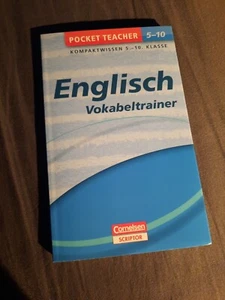 POCKET TEACHER 5–10
KOMPAKTWISSEN 5.–10. KLASSE
Englisch
Vokabeltrainer
Cornelsen
SCRIPTOR